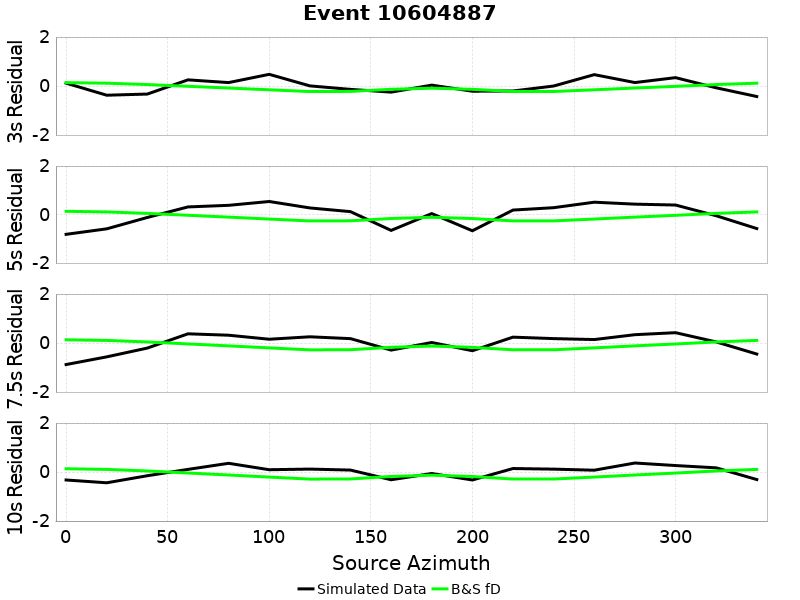 Event 10604887
3s Residual
2
0
-2
5s Residual
2
0
-2
7.5s Residual
2
0
-2
10s Residual
2
0
-2
0 50 100 150 200 250 300
Source Azimuth
Simulated Data B&S fD